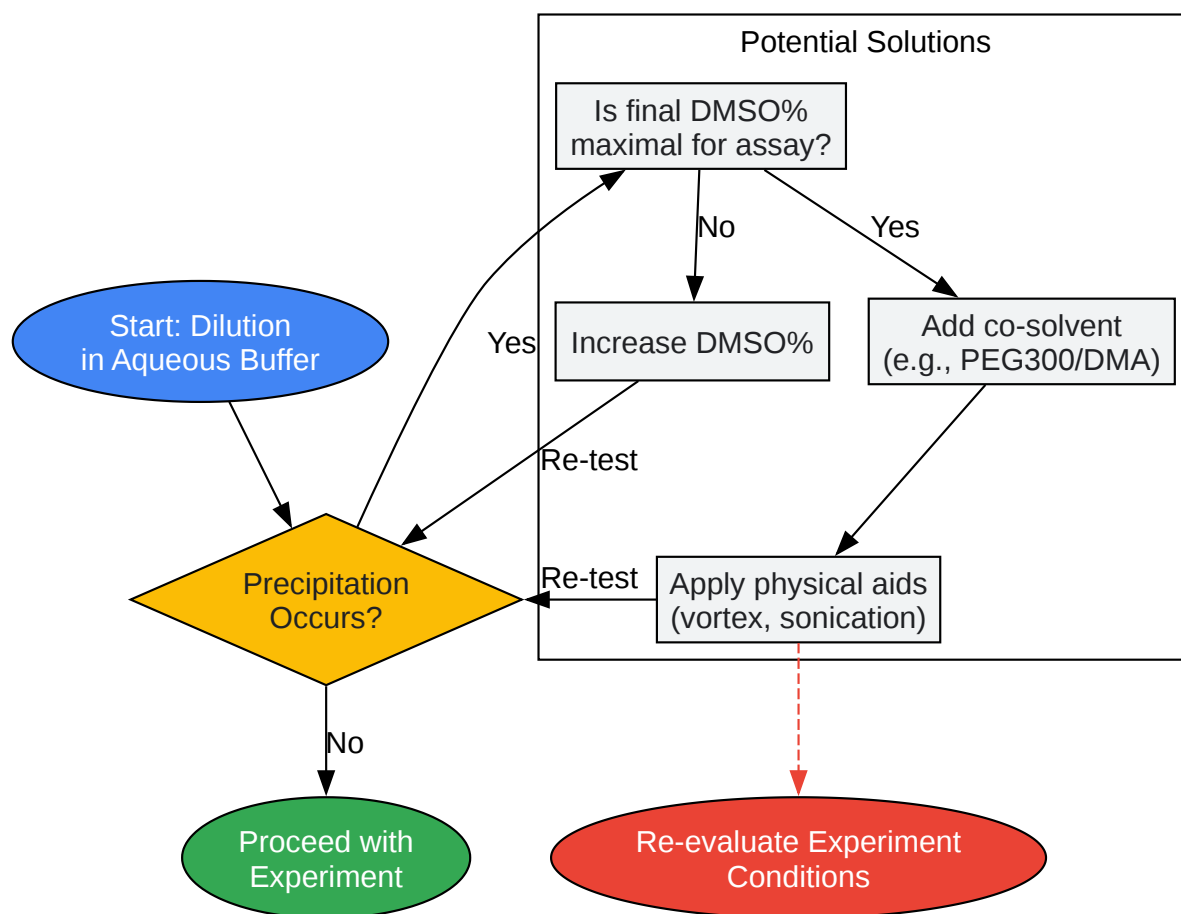 Potential Solutions
Is final DMSO%
maximal for assay?
No
Yes
Start: Dilution
in Aqueous Buffer
Yes
Increase DMSO%
Add co-solvent
(e.g., PEG300/DMA)
Re-test
Precipitation
Occurs?
Re-test
Apply physical aids
(vortex, sonication)
No
Proceed with
Experiment
Re-evaluate Experiment
Conditions